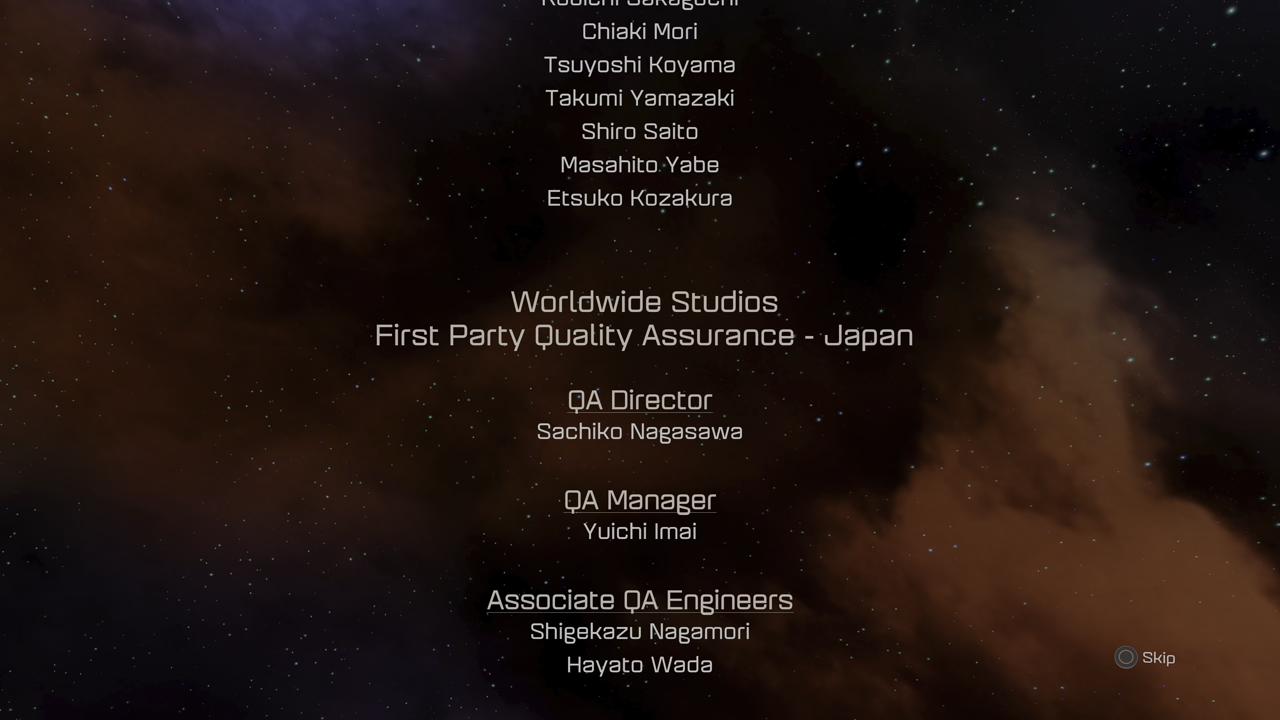 Chiaki Mori
Tsuyoshi Koyama
Takumi Yamazaki
Shiro Saito
Masahito Yabe
Etsuko Kozakura
Worldwide Studios
First Party Quality Assurance - Japan
QA Director
Sachiko Nagasawa
QA Manager
Yuichi Imai
Associate QA Engineers
Shigekazu Nagamori
Hayato Wada
Skip